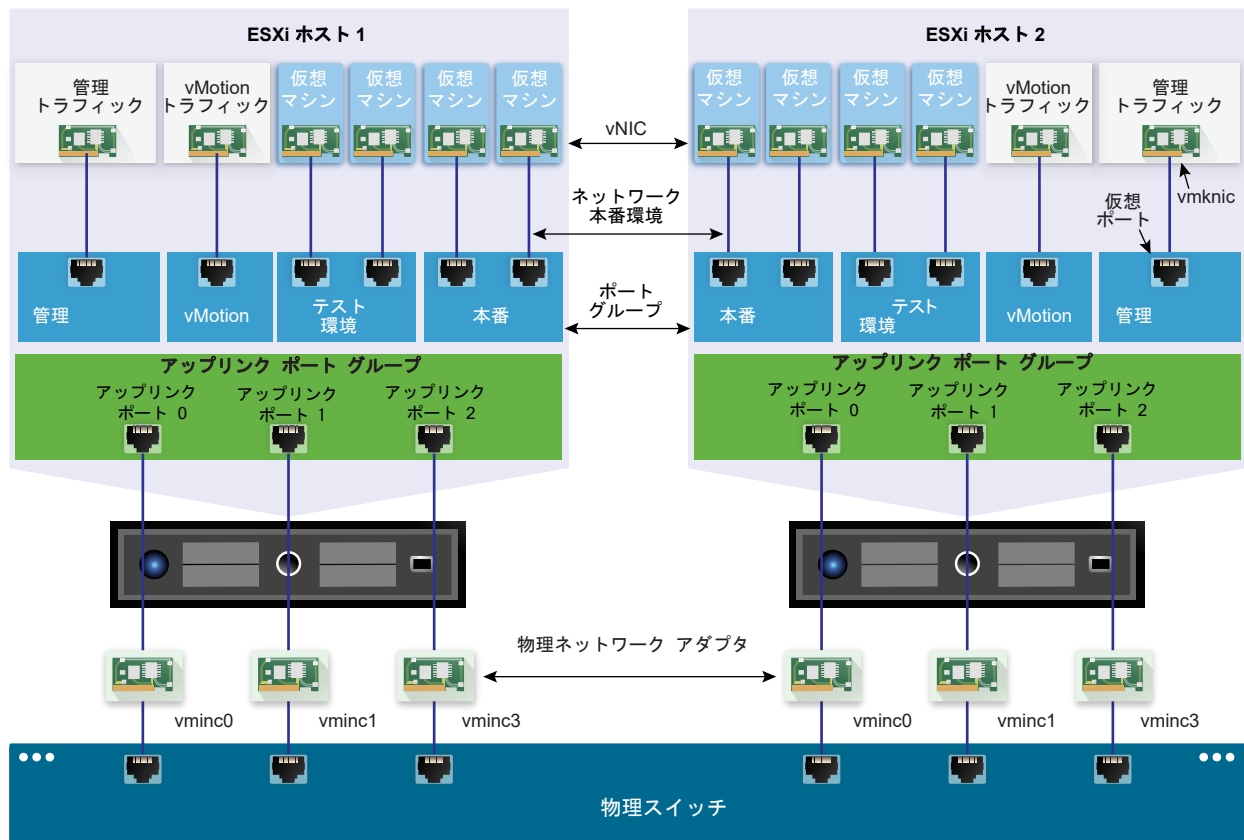 ESXi ホスト 1
ESXi ホスト 2
管理
トラフィック
vMotion
トラフィック
仮想
マシン
仮想
マシン
仮想
マシン
仮想
マシン
vNIC
仮想
マシン
仮想
マシン
仮想
マシン
仮想
マシン
vMotion
トラフィック
管理
トラフィック
ネットワーク
本番環境
vmknic
仮想
ポート
管理
vMotion
テスト
環境
本番
ポート
グループ
本番
テスト
環境
vMotion
管理
アップリンク ポート グループ
アップリンク
ポート 0
アップリンク
ポート 1
アップリンク
ポート 2
アップリンク ポート グループ
アップリンク
ポート 0
アップリンク
ポート 1
アップリンク
ポート 2
物理ネットワーク アダプタ
vminc0
vminc1
vminc3
vminc0
vminc1
vminc3
物理スイッチ